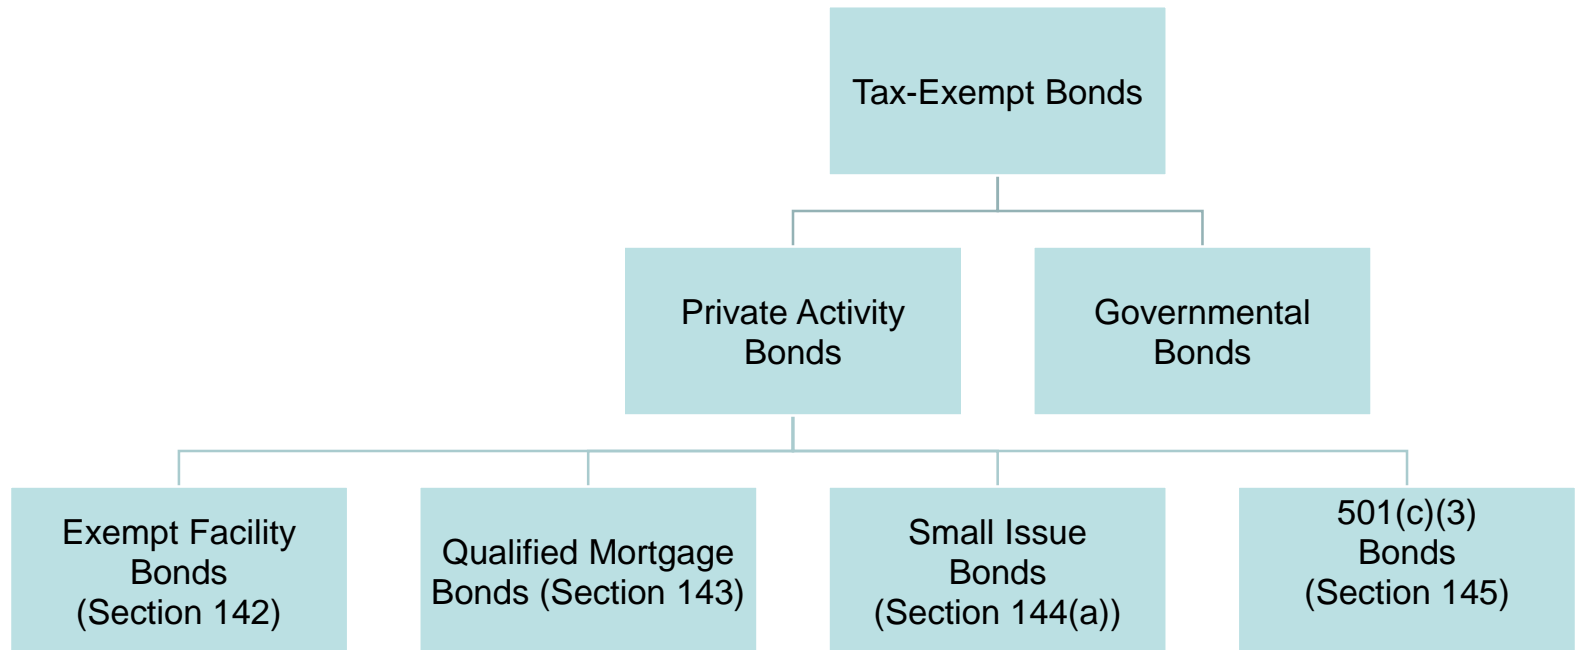 Tax-Exempt Bonds
Private Activity
Bonds
Governmental
Bonds
Exempt Facility
Bonds
(Section 142)
Qualified Mortgage
Bonds (Section 143)
Small Issue
Bonds
(Section 144(a))
501(c)(3)
Bonds
(Section 145)